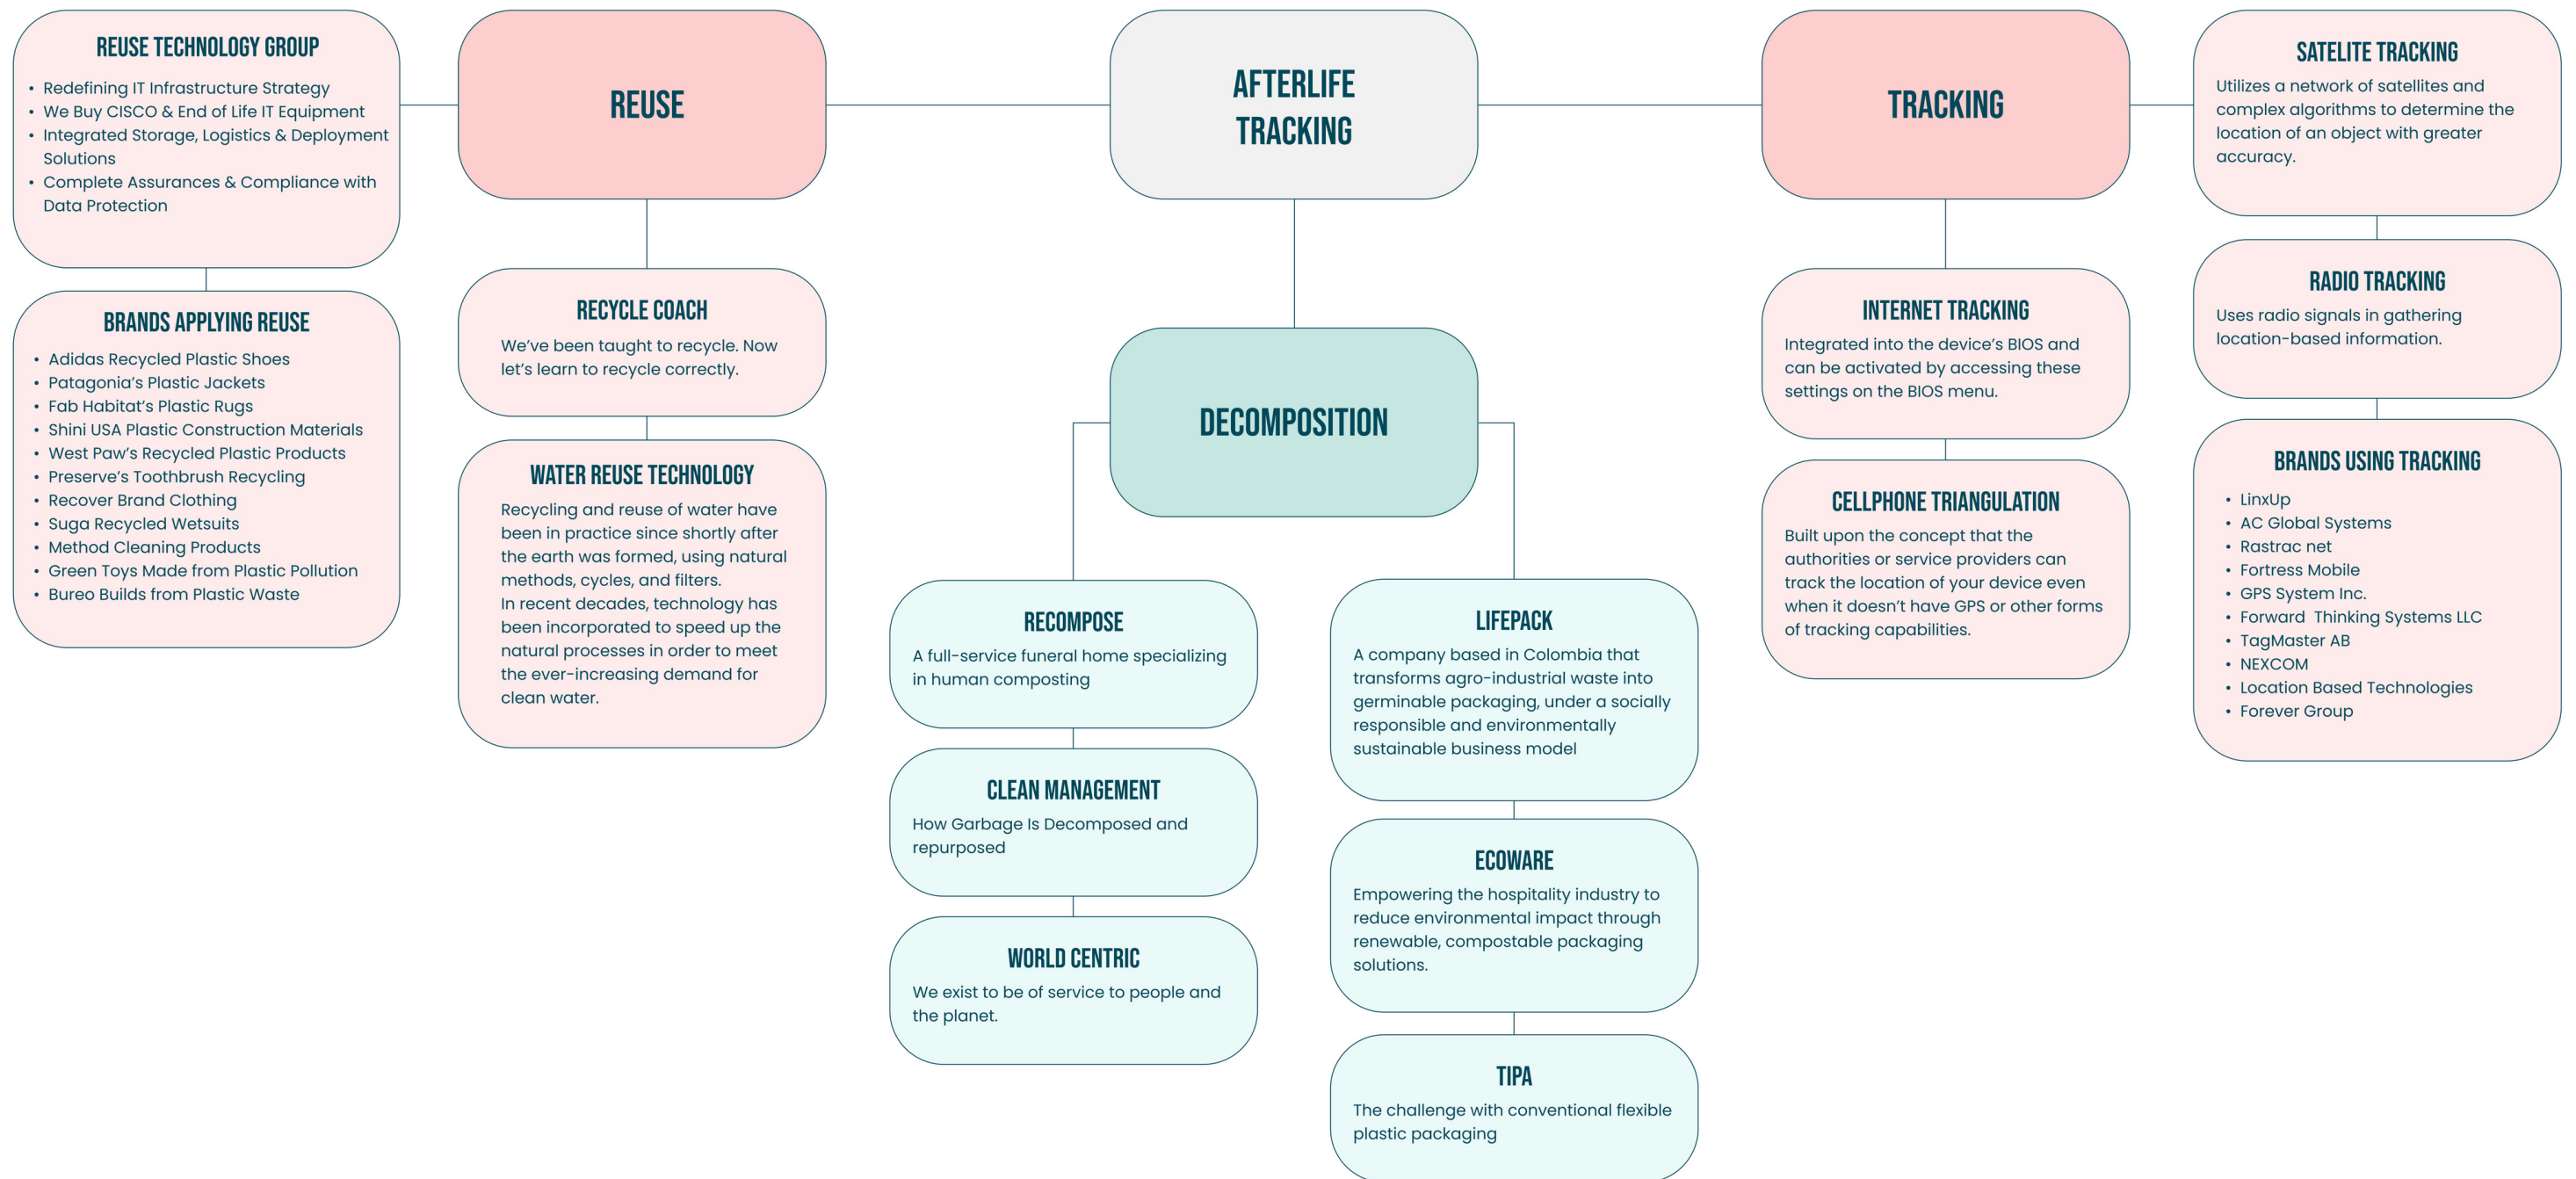 REUSE TECHNOLOGY GROUP
• Redefining IT Infrastructure Strategy
• We Buy CISCO & End of Life IT Equipment
• Integrated Storage, Logistics & Deployment
Solutions
• Complete Assurances & Compliance with
Data Protection
BRANDS APPLYING REUSE
• Adidas Recycled Plastic Shoes
• Patagonia’s Plastic Jackets
• Fab Habitat’s Plastic Rugs
• Shini USA Plastic Construction Materials
• West Paw’s Recycled Plastic Products
• Preserve’s Toothbrush Recycling
• Recover Brand Clothing
• Suga Recycled Wetsuits
• Method Cleaning Products
• Green Toys Made from Plastic Pollution
• Bureo Builds from Plastic Waste
REUSE
RECYCLE COACH
We’ve been taught to recycle. Now
let’s learn to recycle correctly.
WATER REUSE TECHNOLOGY
Recycling and reuse of water have
been in practice since shortly after
the earth was formed, using natural
methods, cycles, and filters.
In recent decades, technology has
been incorporated to speed up the
natural processes in order to meet
the ever-increasing demand for
clean water.
AFTERLIFE
TRACKING
DECOMPOSITION
RECOMPOSE
A full-service funeral home specializing
in human composting
CLEAN MANAGEMENT
How Garbage Is Decomposed and
repurposed
WORLD CENTRIC
We exist to be of service to people and
the planet.
LIFEPACK
A company based in Colombia that
transforms agro-industrial waste into
germinable packaging, under a socially
responsible and environmentally
sustainable business model
ECOWARE
Empowering the hospitality industry to
reduce environmental impact through
renewable, compostable packaging
solutions.
TIPA
The challenge with conventional flexible
plastic packaging
TRACKING
INTERNET TRACKING
Integrated into the device’s BIOS and
can be activated by accessing these
settings on the BIOS menu.
CELLPHONE TRIANGULATION
Built upon the concept that the
authorities or service providers can
track the location of your device even
when it doesn’t have GPS or other forms
of tracking capabilities.
SATELITE TRACKING
Utilizes a network of satellites and
complex algorithms to determine the
location of an object with greater
accuracy.
RADIO TRACKING
Uses radio signals in gathering
location-based information.
BRANDS USING TRACKING
• LinxUp
• AC Global Systems
• Rastrac net
• Fortress Mobile
• GPS System Inc.
• Forward  Thinking Systems LLC
• TagMaster AB
• NEXCOM
• Location Based Technologies
• Forever Group